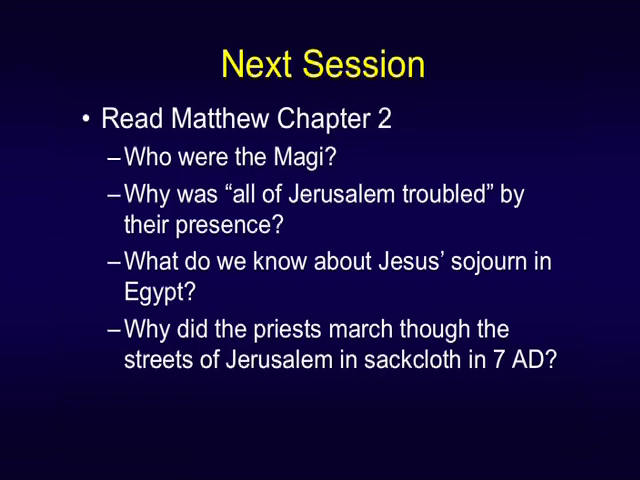 Next Session
• Read Matthew Chapter 2
–Who were the Magi?
–Why was “all of Jerusalem troubled” by
their presence?
–What do we know about Jesus’ sojourn in
Egypt?
–Why did the priests march though the
streets of Jerusalem in sackcloth in 7 AD?